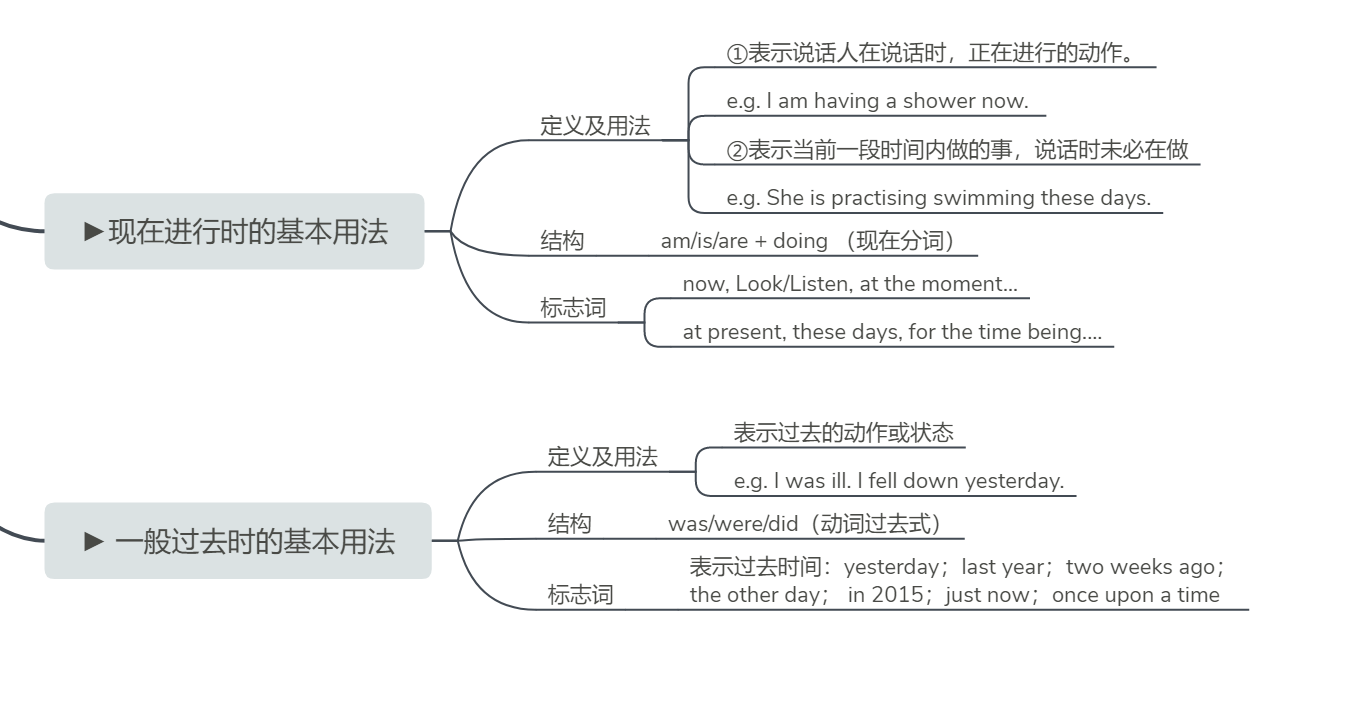 ①表示说话人在说话时，正在进行的动作。
e.g. I am having a shower now.
定义及用法
②表示当前一段时间内做的事，说话时未必在做
e.g. She is practising swimming these days.
►现在进行时的基本用法
结构
am/is/are + doing （现在分词）
标志词
now, Look/Listen, at the moment...
at present, these days, for the time being....
表示过去的动作或状态
定义及用法
e.g. I was ill. I fell down yesterday.
► 一般过去时的基本用法
结构
was/were/did（动词过去式）
标志词
表示过去时间：yesterday；last year；two weeks ago；
the other day； in 2015；just now；once upon a time